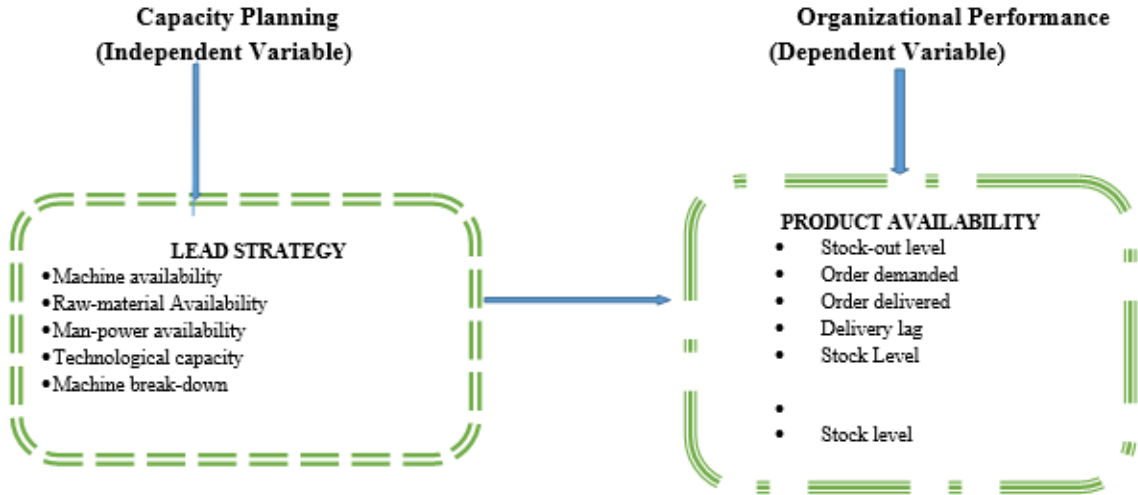 Capacity Planning
(Independent Variable)
Organizational Performance
(Dependent Variable)
LEAD STRATEGY
•Machine availability
•Raw-material Availability
•Man-power availability
•Technological capacity
•Machine break-down
PRODUCT AVAILABILITY
• Stock-out level
• Order demanded
• Order delivered
• Delivery lag
• Stock Level
•
• Stock level